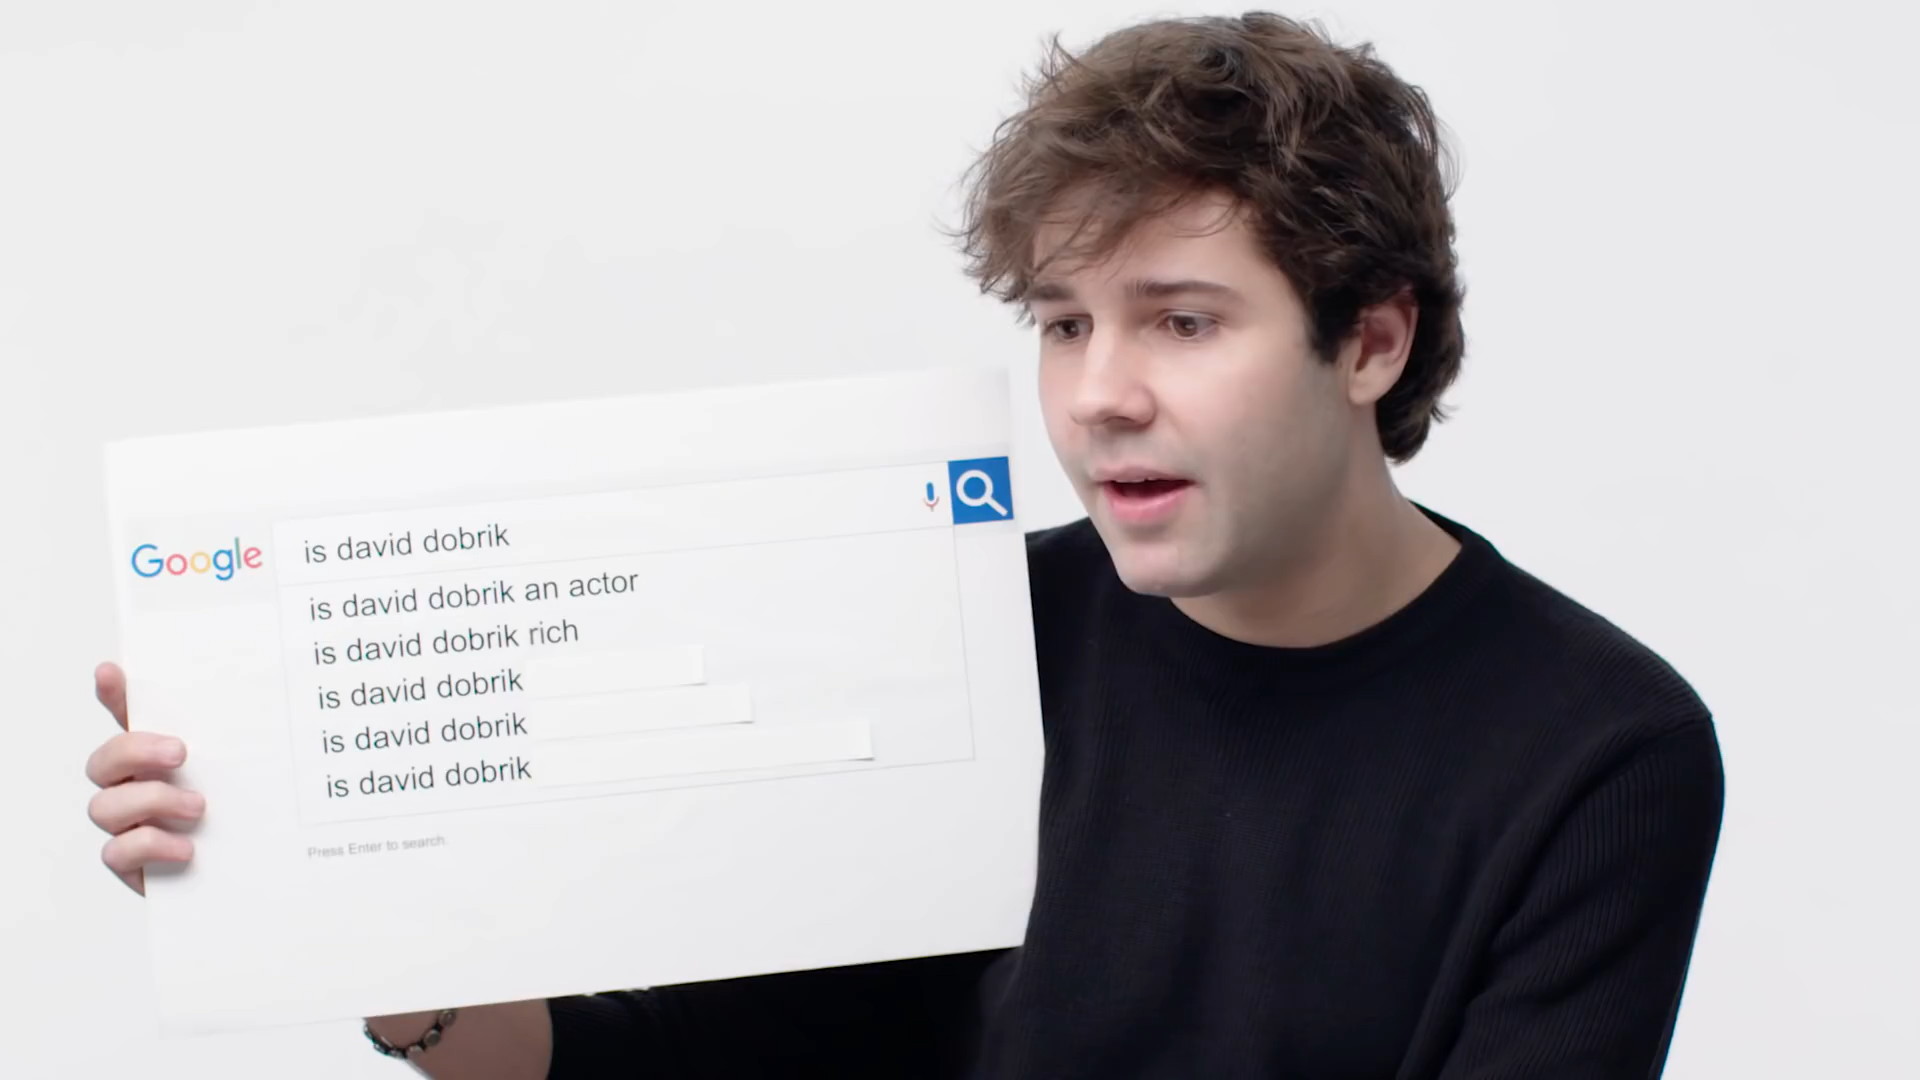 Google
is david dobrik
is david dobrik an actor
is david dobrik rich
is david dobrik
is david dobrik
is david dobrik
Press Enter to search.